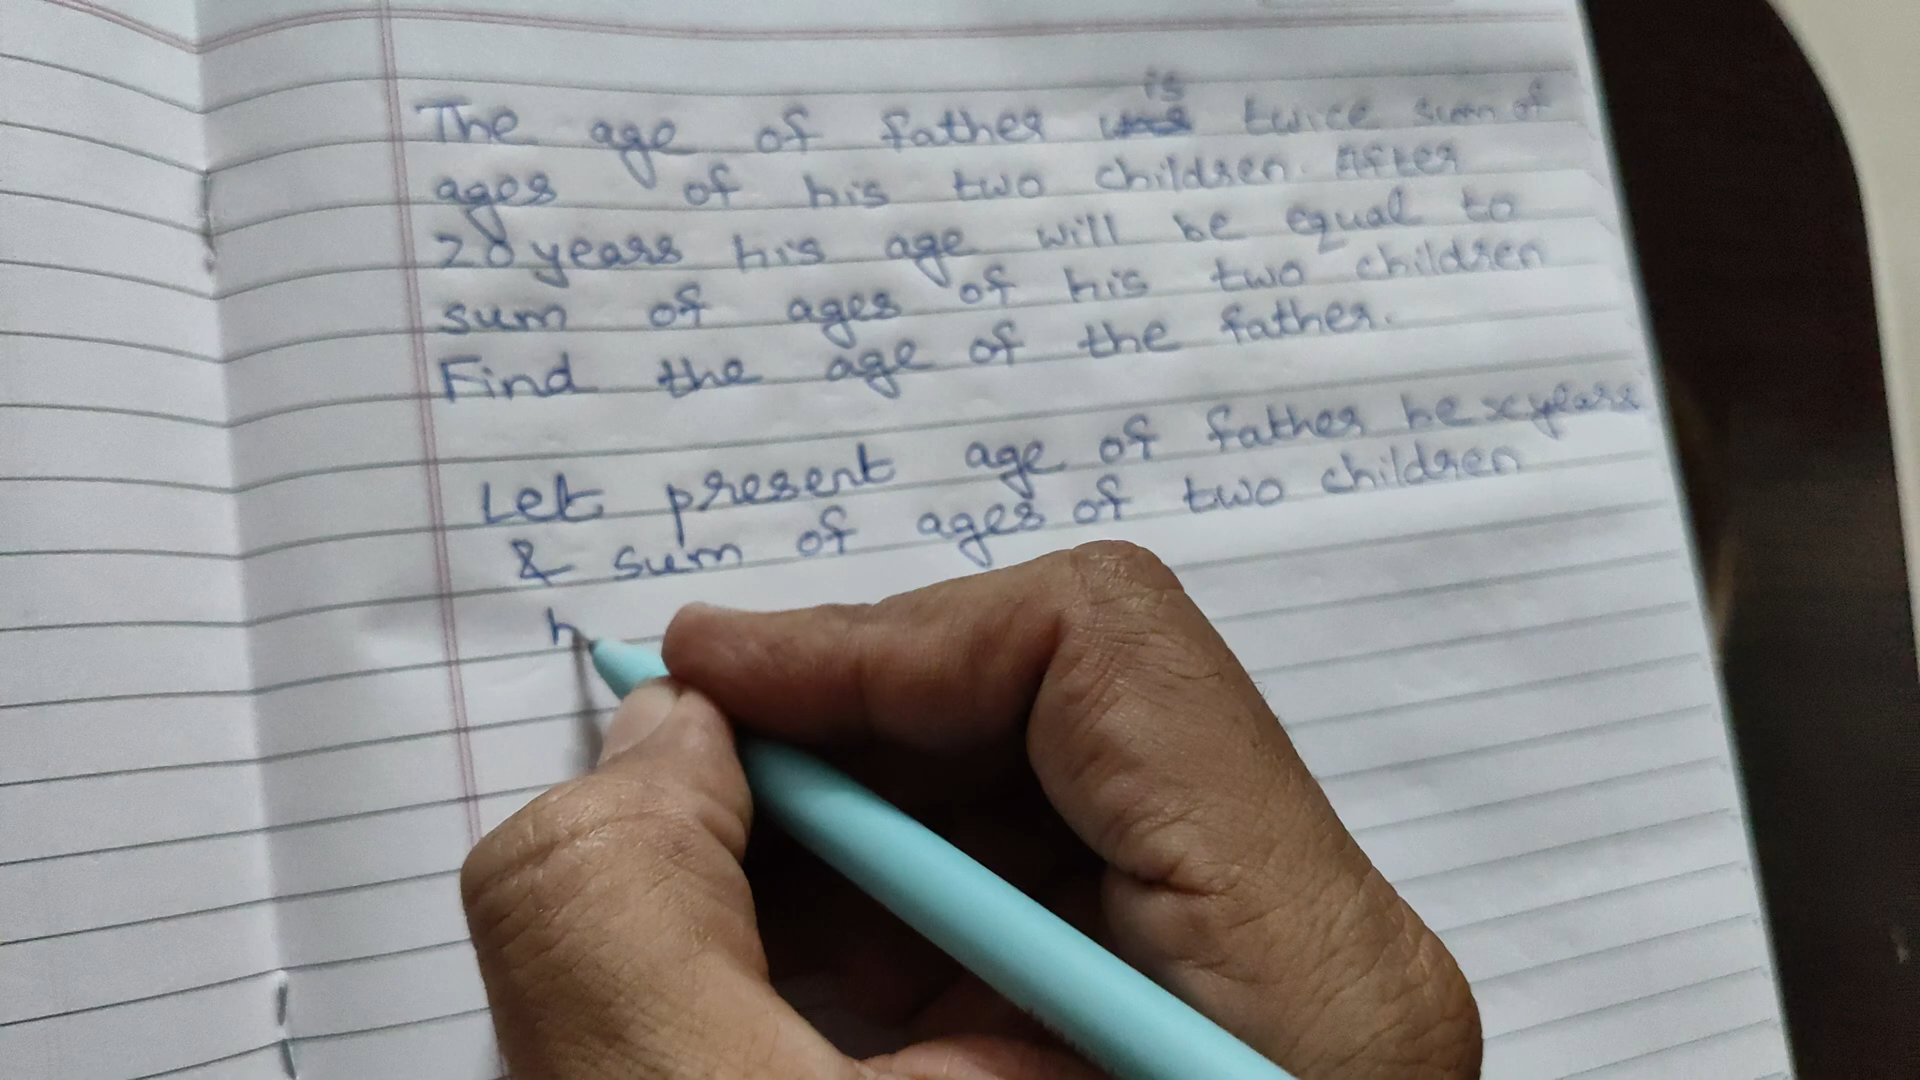 The age of father is twice sum of
ages of his two children. After
20 years his age will be equal to
sum of ages of his two children
Find the age of the father.
Let present age of father be x years
& sum of ages of two children